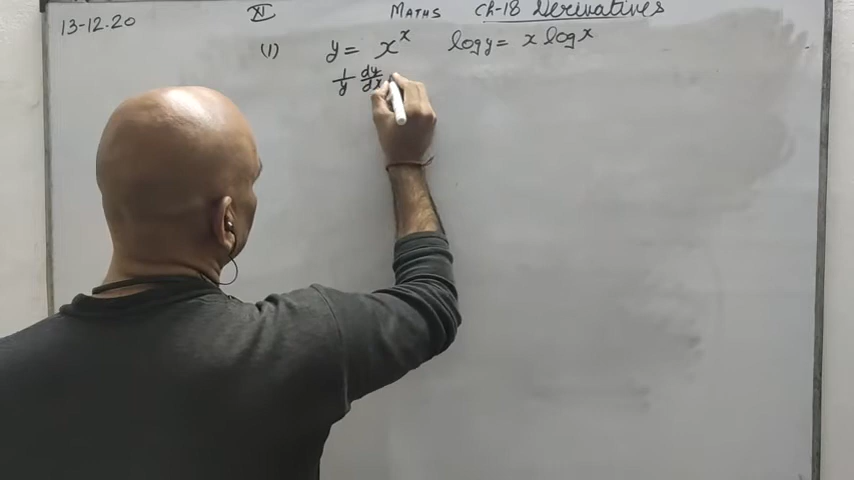 13-12.20 XI MATHS Ch-18 Derivatives
(1) y = x^x log y = x log x
1/y dy/dx